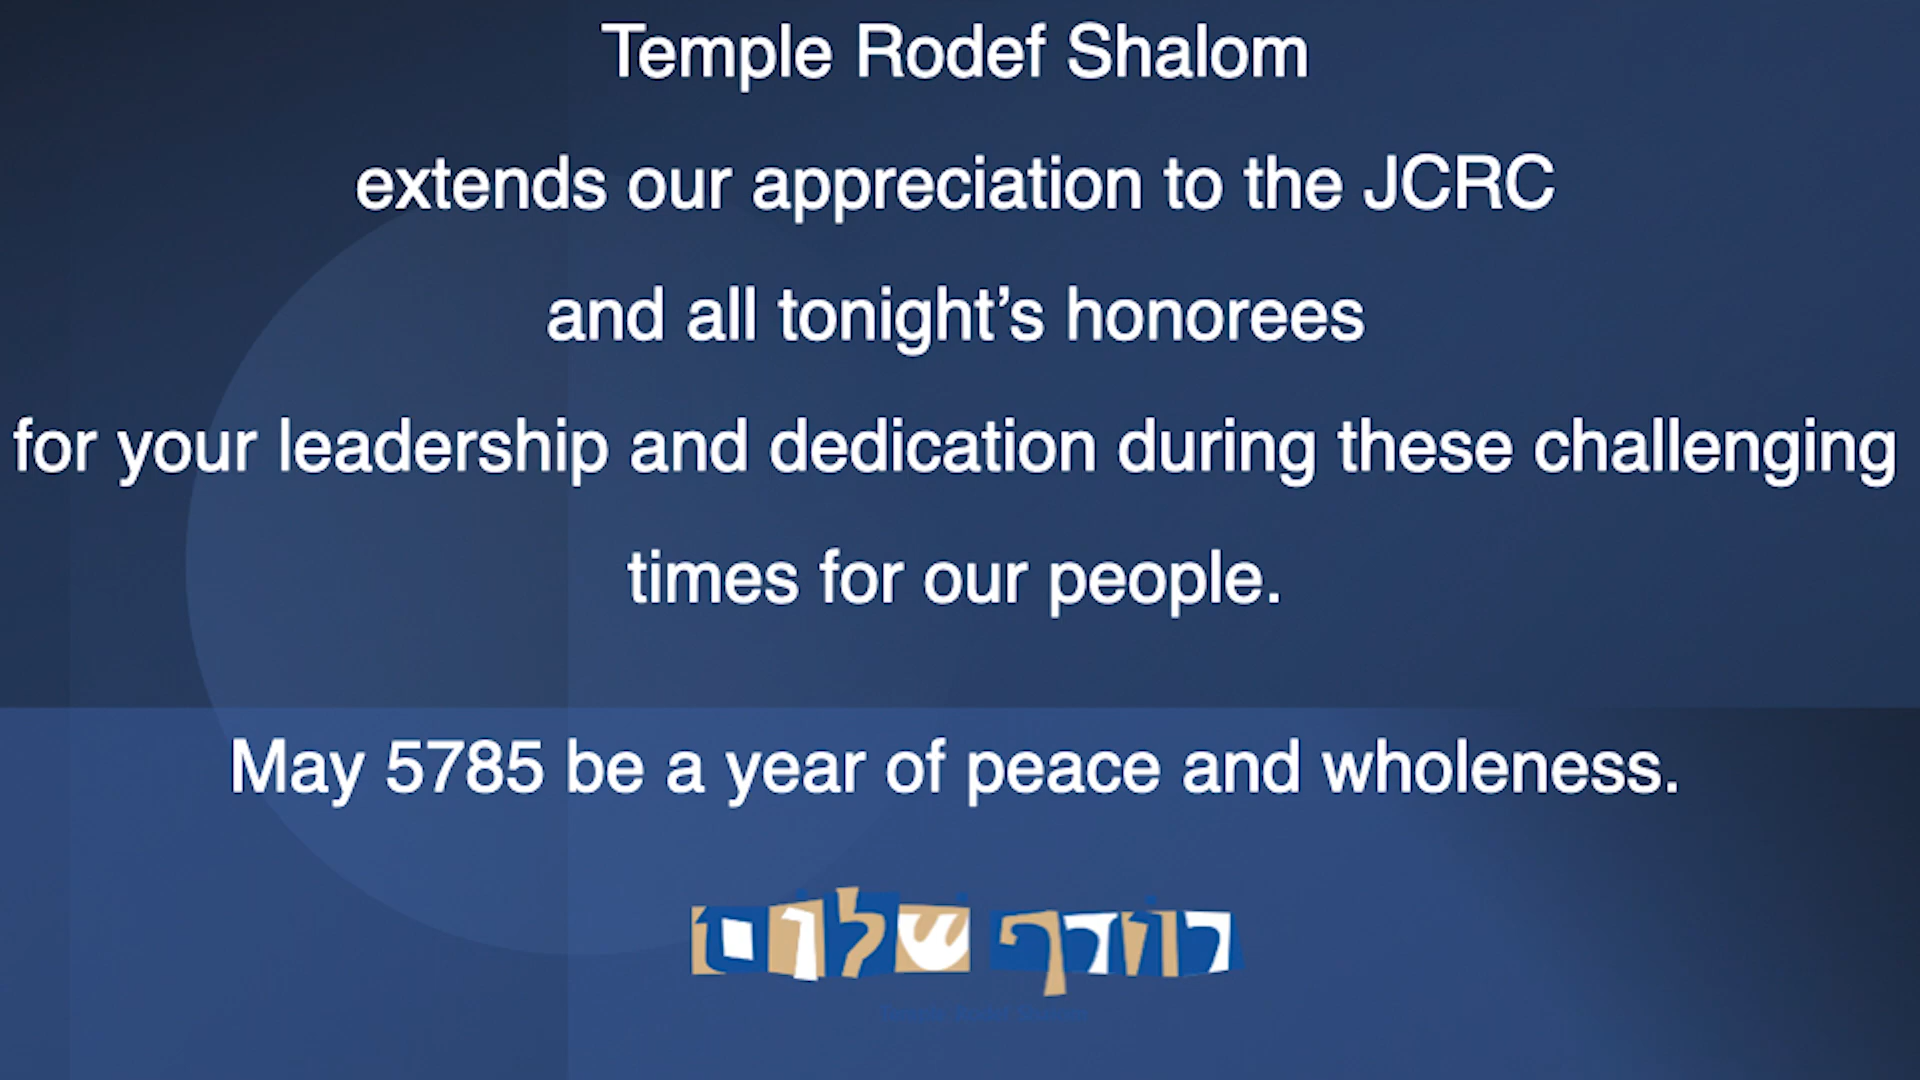 Temple Rodef Shalom
extends our appreciation to the JCRC
and all tonight’s honorees
for your leadership and dedication during these challenging
times for our people.
May 5785 be a year of peace and wholeness.
רודף שלום